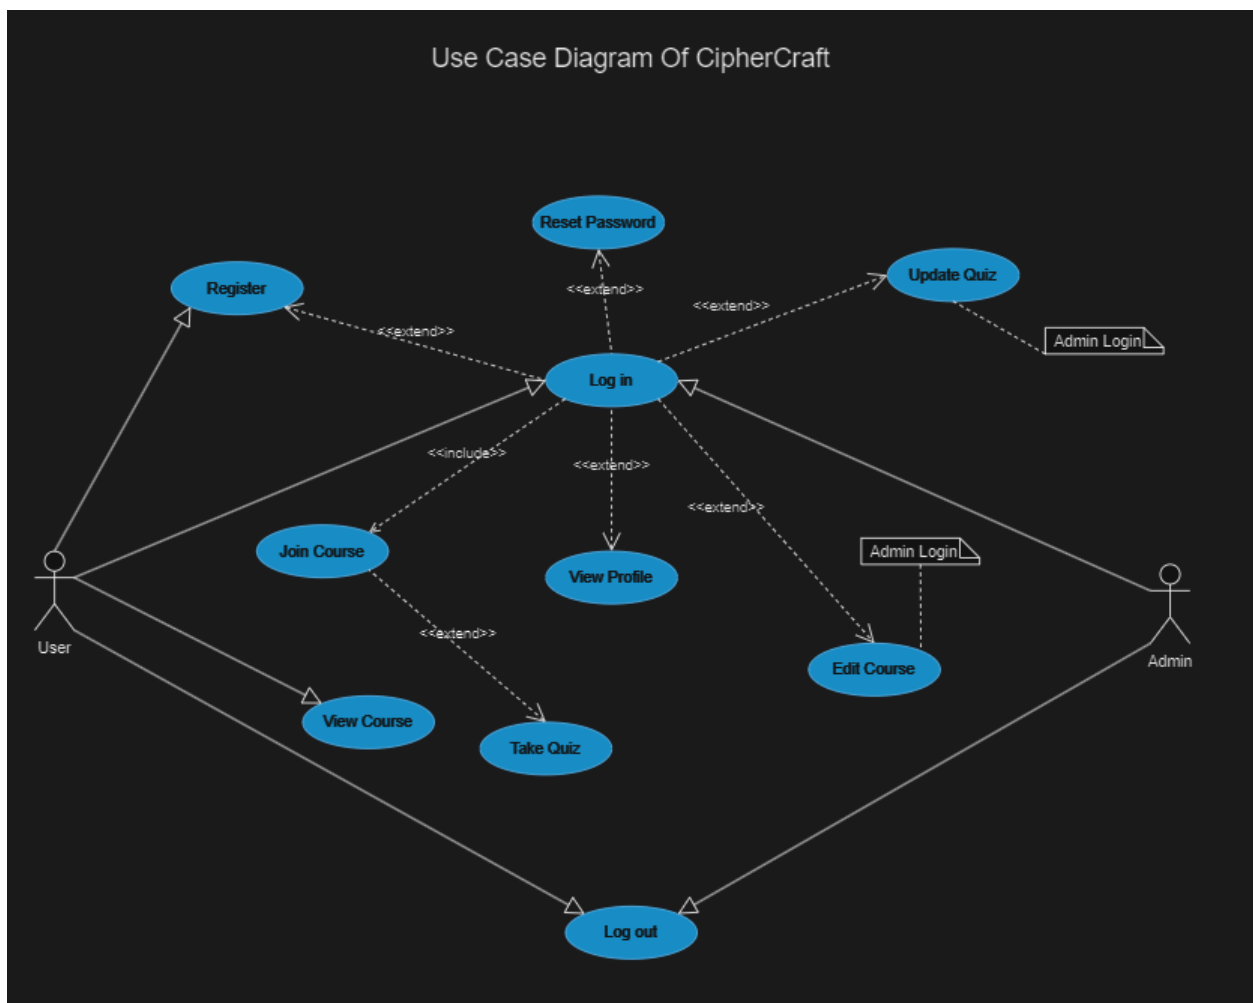 Use Case Diagram Of CipherCraft
Reset Password
Register
Update Quiz
<<extend>>
<<extend>>
<<extend>>
Admin Login
Log in
<<include>>
<<extend>>
<<extend>>
Join Course
Admin Login
View Profile
<<extend>>
User
Admin
Edit Course
View Course
Take Quiz
Log out